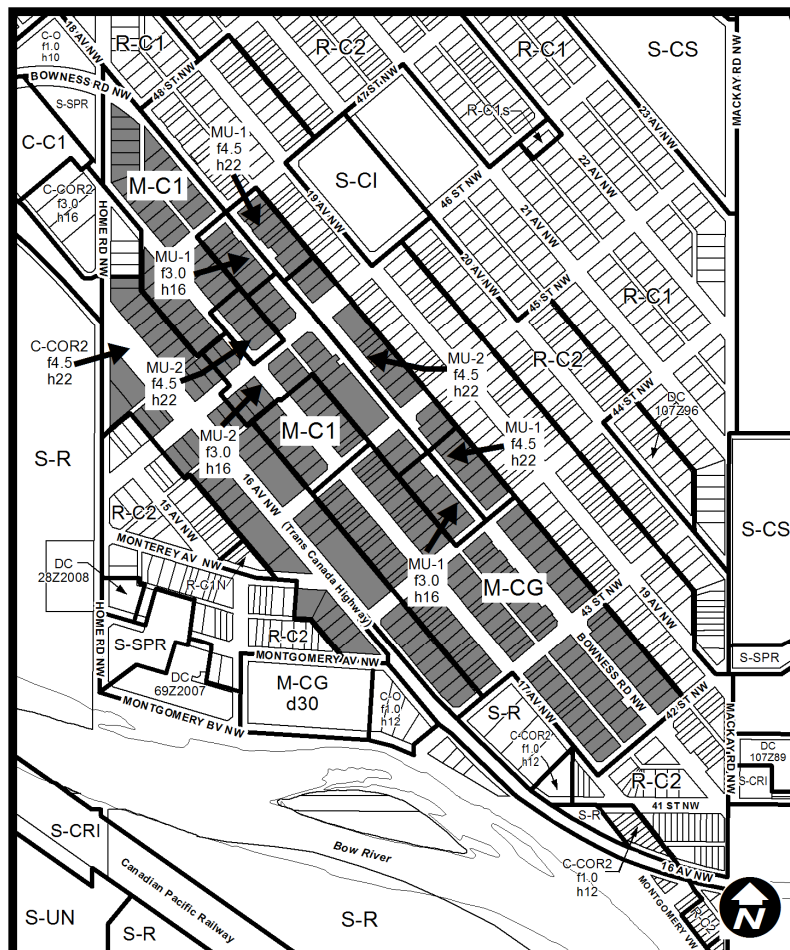 C-O
f1.0
h10
18 AV NW
R-C1
R-C2
R-C1
S-CS
MACKAY RD NW
BOWNESS RD NW
48 ST NW
47 ST NW
S-SPR
R-C1s
23 AV NW
C-C1
MU-1
f4.5
h22
22 AV NW
S-CI
M-C1
46 ST NW
C-COR2
f3.0
h16
19 AV NW
21 AV NW
HOME RD NW
20 AV NW
MU-1
f3.0
h16
45 ST NW
R-C1
C-COR2
f4.5
h22
R-C2
MU-2
f4.5
h22
MU-2
f4.5
h22
44 ST NW
DC
107Z96
MU-2
f3.0
h16
M-C1
MU-1
f4.5
h22
S-R
16 AV NW
(Trans Canada Highway)
R-C2
15 AV NW
S-CS
MONTEREY AV NW
MU-1
f3.0
h16
DC
28Z2008
R-C1N
M-CG
43 ST NW
19 AV NW
HOME RD NW
S-SPR
R-C2
BOWNESS RD NW
MONTGOMERY AV NW
S-SPR
DC
69Z2007
M-CG
d30
C-O
f1.0
h12
S-R
17 AV NW
42 ST NW
MONTGOMERY BV NW
MACKAY RD NW
C-COR2
f1.0
h12
DC
107Z89
S-CRI
R-C2
41 ST NW
S-R
S-CRI
Bow River
C-COR2
f1.0
h12
16 AV NW
Canadian Pacific Railway
MONTGOMERY VW
R-C2
S-UN
S-R
S-R
N